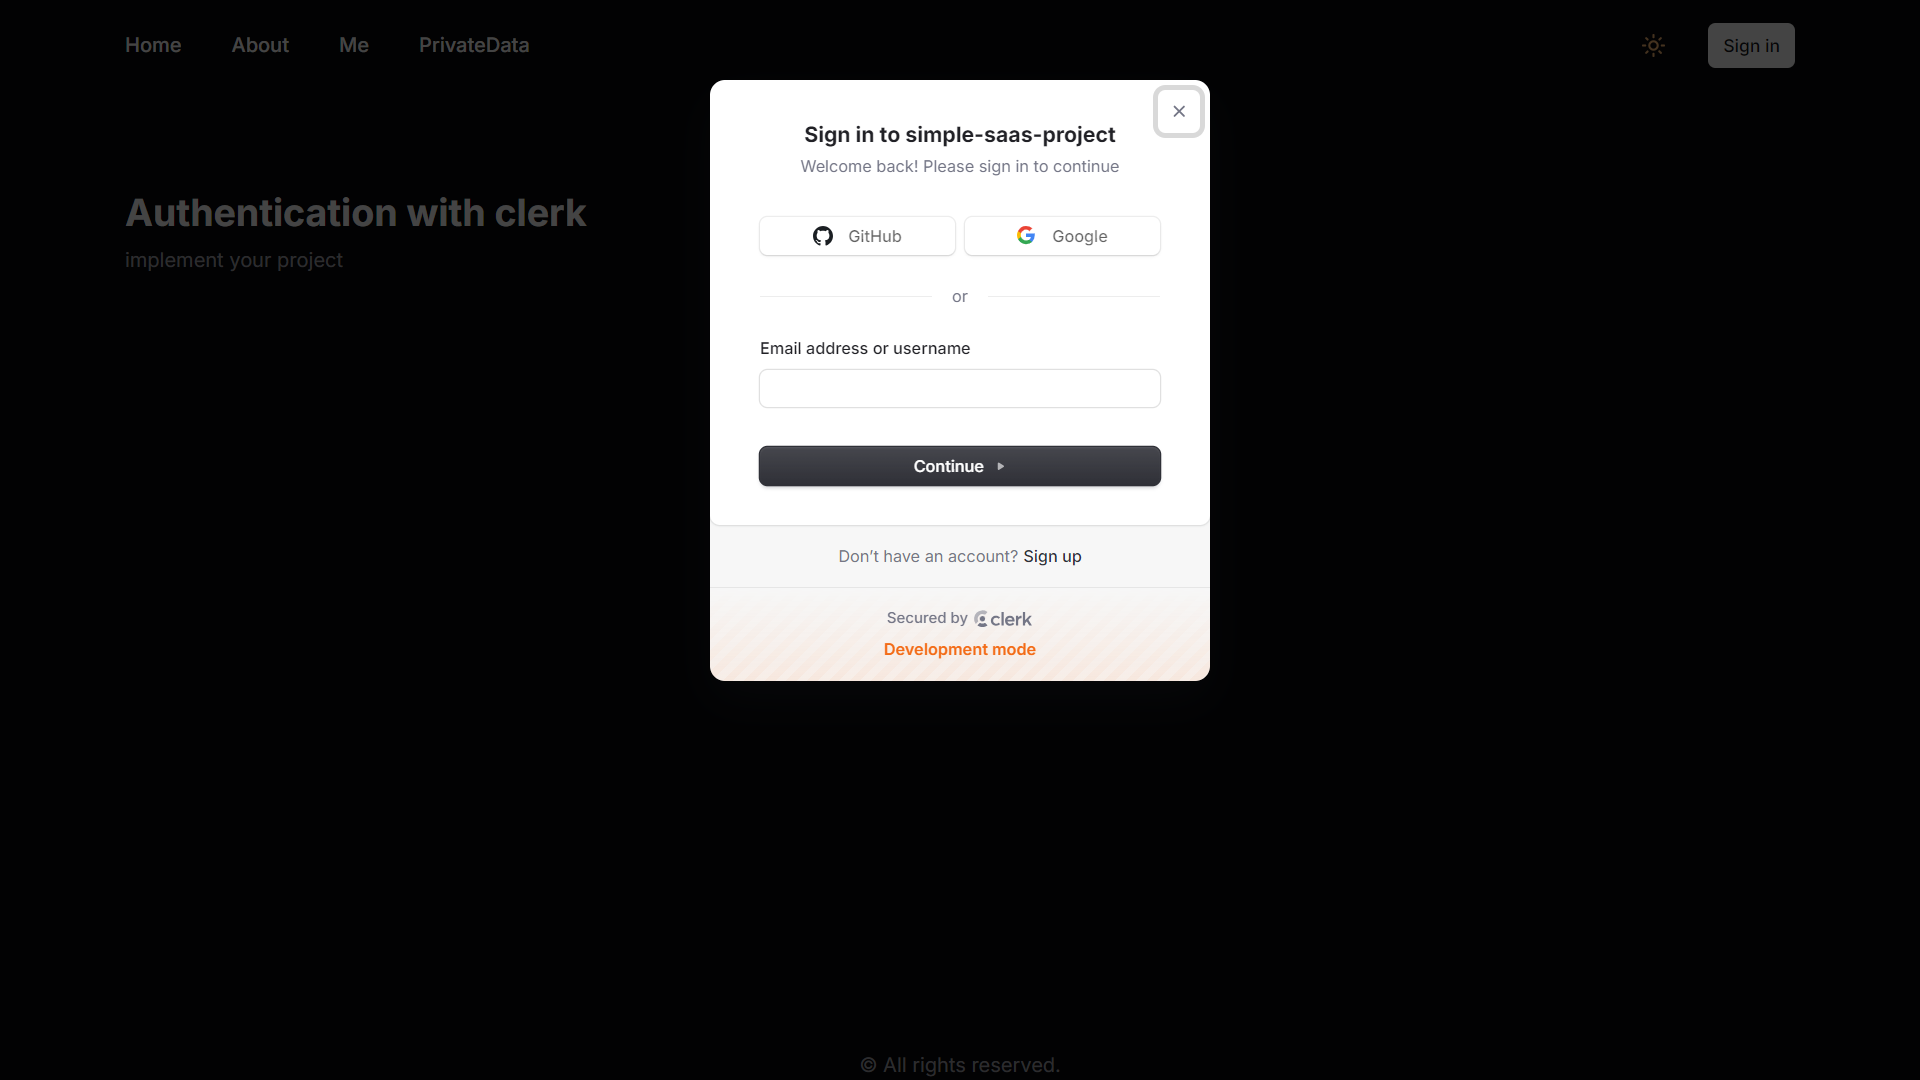 Home About Me PrivateData Sign in
Authentication with clerk
implement your project
Sign in to simple-saas-project
Welcome back! Please sign in to continue
GitHub Google
or
Email address or username
Continue
Don’t have an account? Sign up
Secured by clerk
Development mode
© All rights reserved.